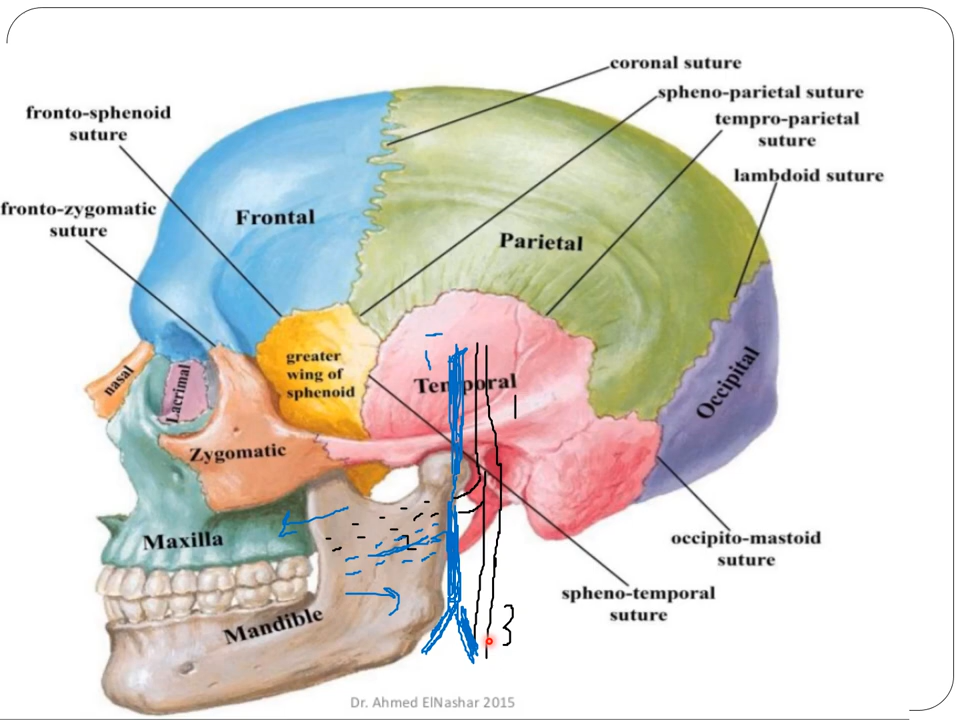 coronal suture
spheno-parietal suture
fronto-sphenoid
suture
tempro-parietal
suture
lambdoid suture
fronto-zygomatic
suture
Frontal
Parietal
greater
wing of
sphenoid
nasal
Lacrimal
Temporal
Occipital
Zygomatic
Maxilla
occipito-mastoid
suture
spheno-temporal
suture
Mandible
3
Dr. Ahmed ElNashar 2015